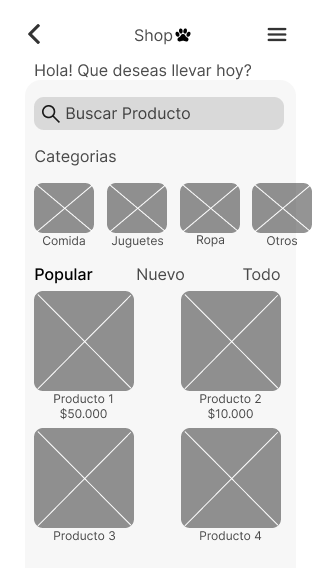 Shop
Hola! Que deseas llevar hoy?
Buscar Producto
Categorias
Comida Juguetes Ropa Otros
Popular Nuevo Todo
Producto 1 Producto 2
$50.000 $10.000
Producto 3 Producto 4